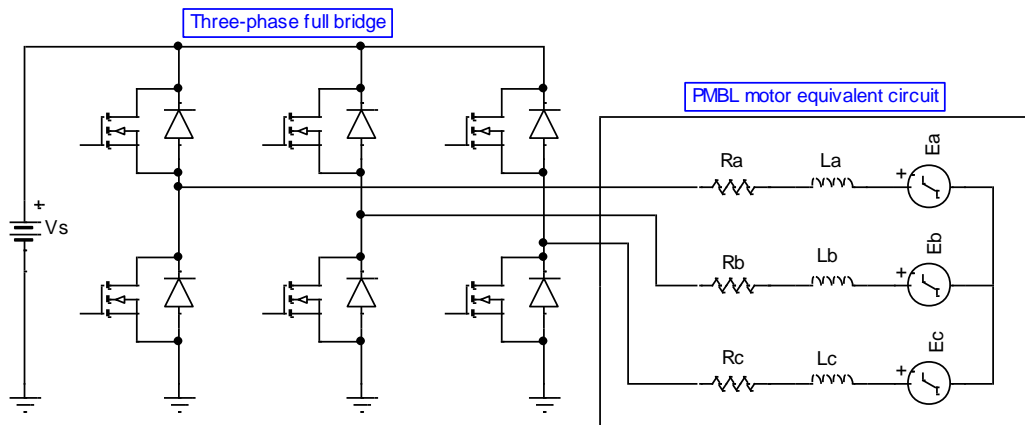 Three-phase full bridge
PMBL motor equivalent circuit
+
Vs
Ra
La
+
Ea
Rb
Lb
+
Eb
Rc
Lc
+
Ec